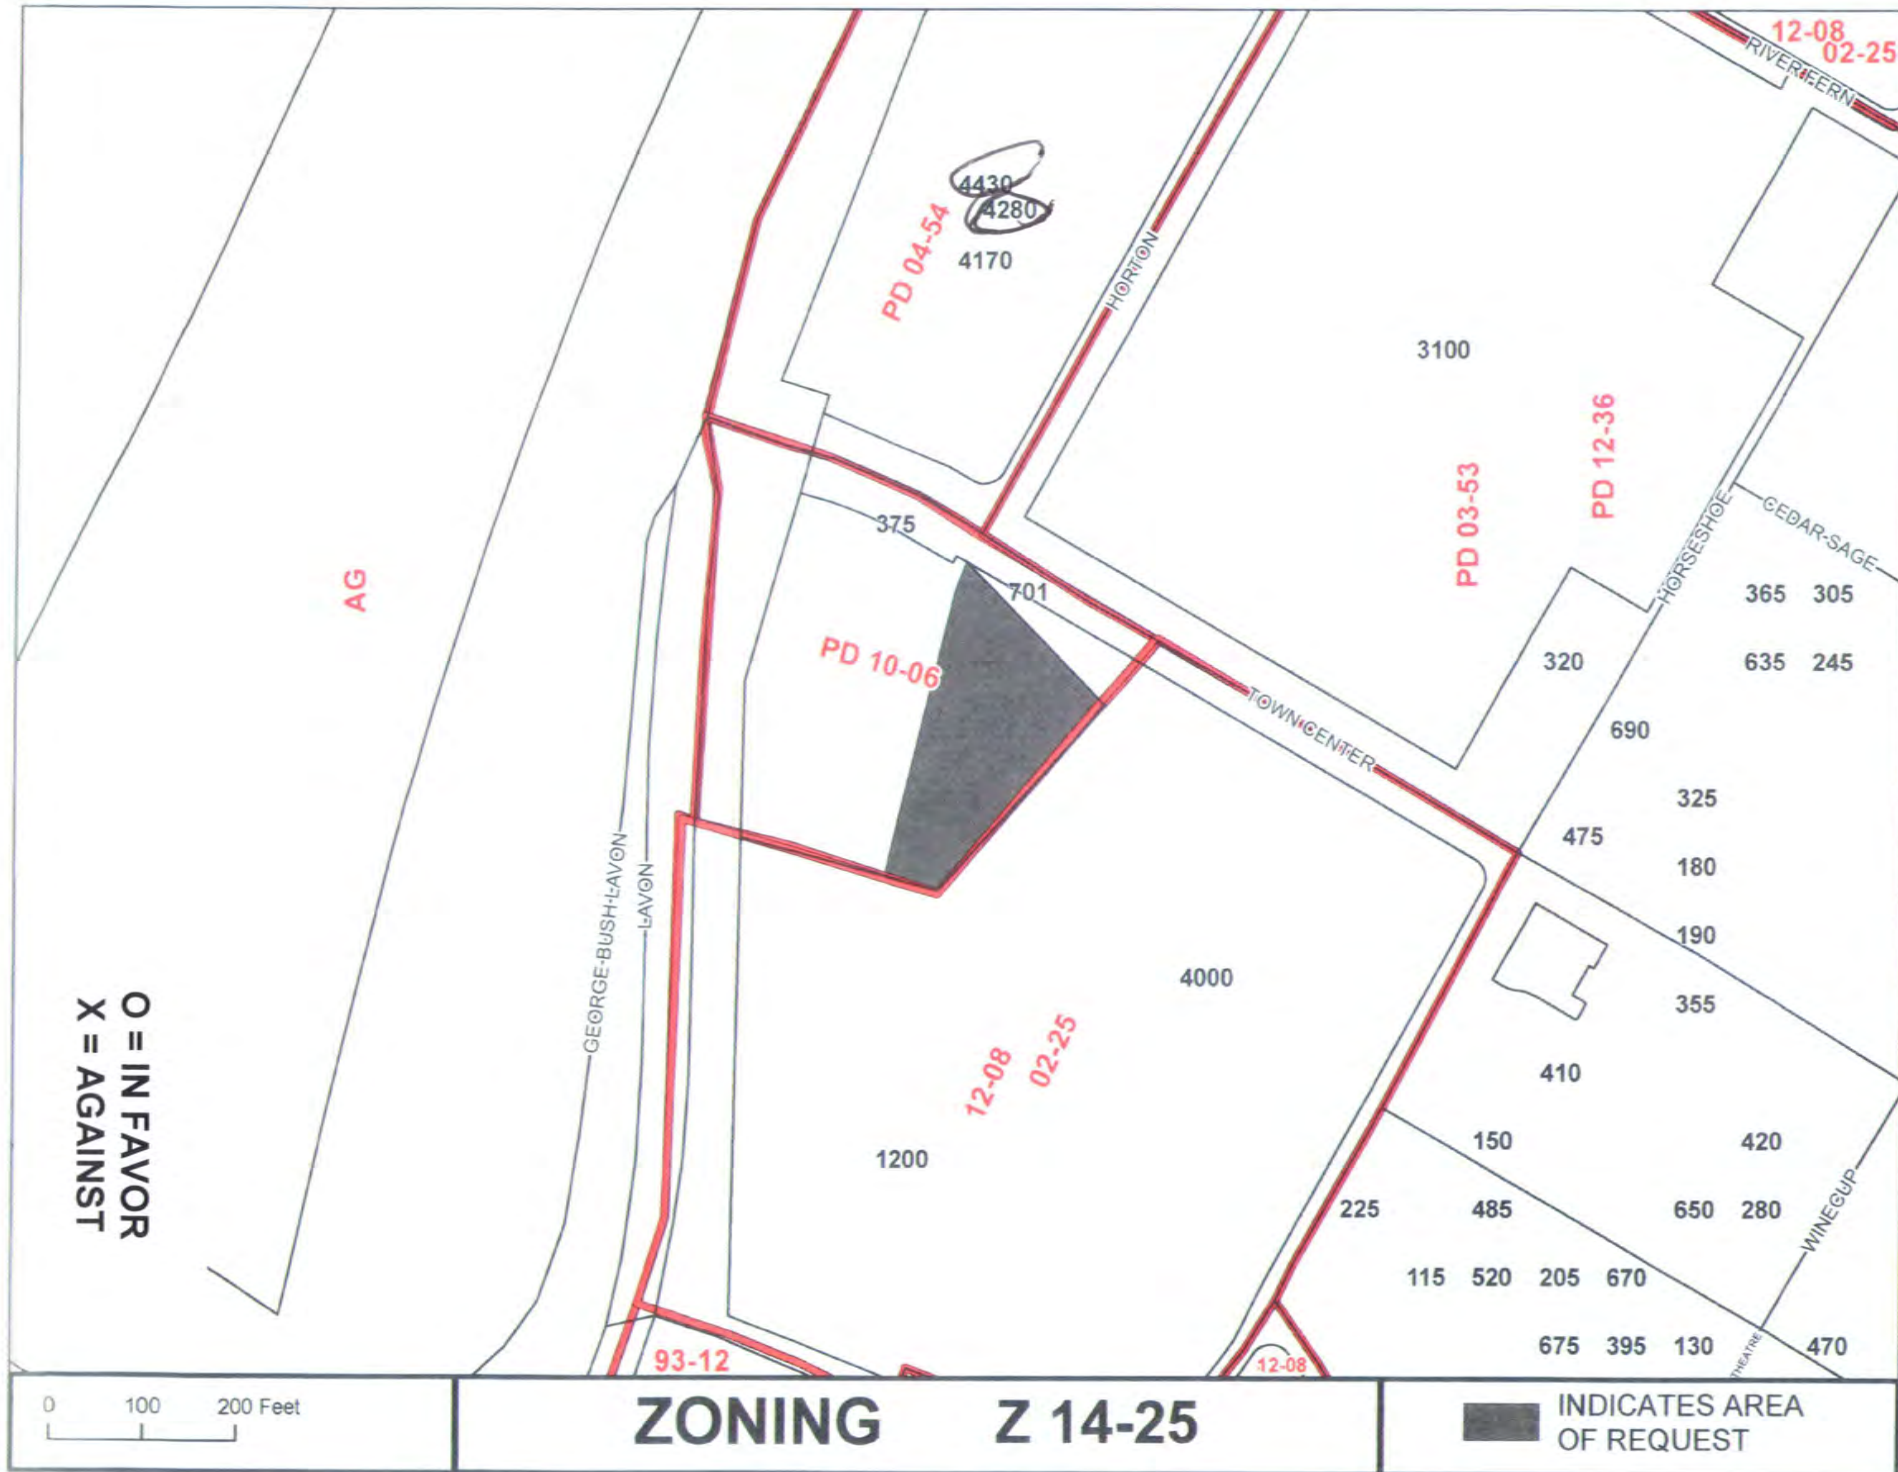 12-08
02-25
RIVER FERN
4430
4280
4170
PD 04-54
HORTON
3100
PD 12-36
PD 03-53
HORSESHOE
CEDAR-SAGE
375
701
AG
PD 10-06
365 305
635 245
320
690
TOWN CENTER
325
475
180
190
355
GEORGE-BUSH-LAVON
LAVON
4000
12-08
02-25
1200
410
150 420
225 485 650 280
WINECUP
115 520 205 670
675 395 130 470
THEATRE
93-12
12-08
O = IN FAVOR
X = AGAINST
0 100 200 Feet
ZONING Z 14-25
INDICATES AREA
OF REQUEST